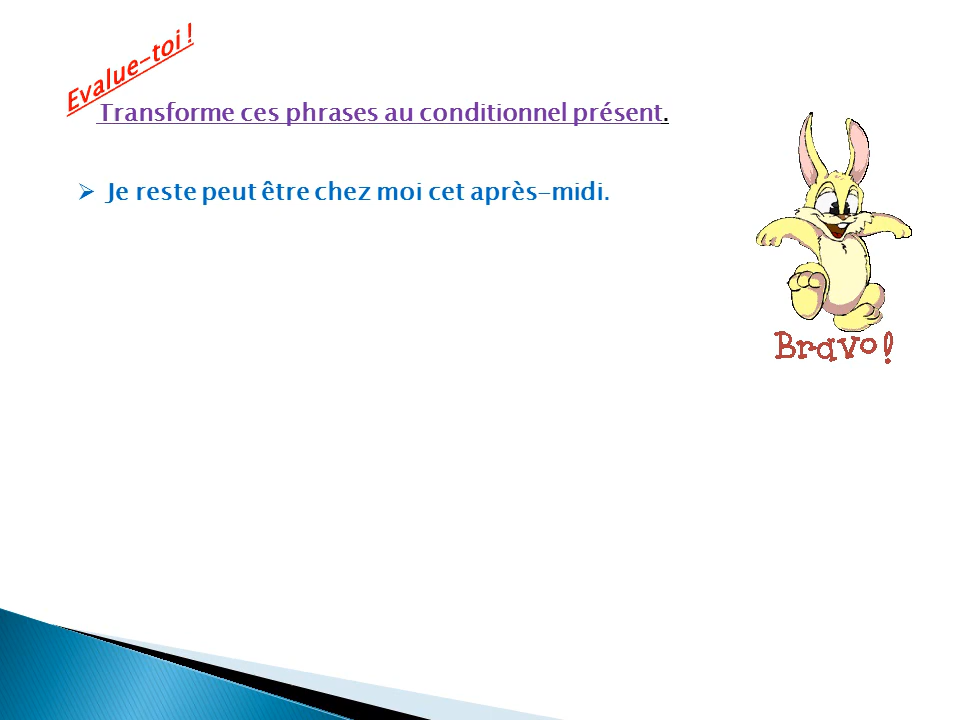 Evalue-toi !
Transforme ces phrases au conditionnel présent.
➢ Je reste peut être chez moi cet après-midi.
Bravo!